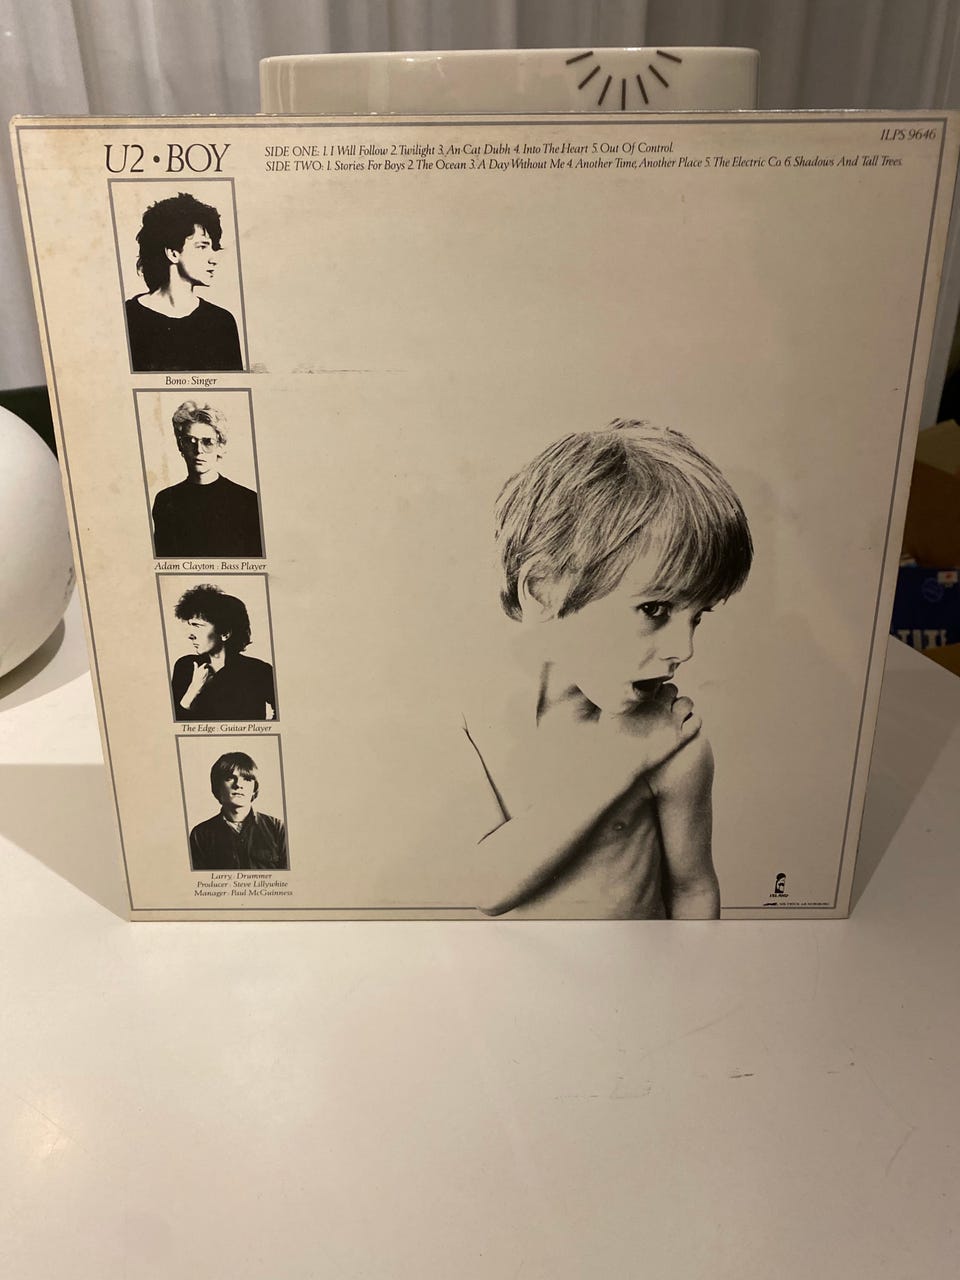 ILPS 9646
U2 · BOY
SIDE ONE: 1. I Will Follow 2. Twilight 3. An Cat Dubh 4. Into The Heart 5. Out Of Control.
SIDE TWO: 1. Stories For Boys 2. The Ocean 3. A Day Without Me 4. Another Time, Another Place 5. The Electric Co 6. Shadows And Tall Trees.
Bono : Singer
Adam Clayton : Bass Player
The Edge : Guitar Player
Larry : Drummer
Producer : Steve Lillywhite
Manager : Paul McGuinness
ISLAND